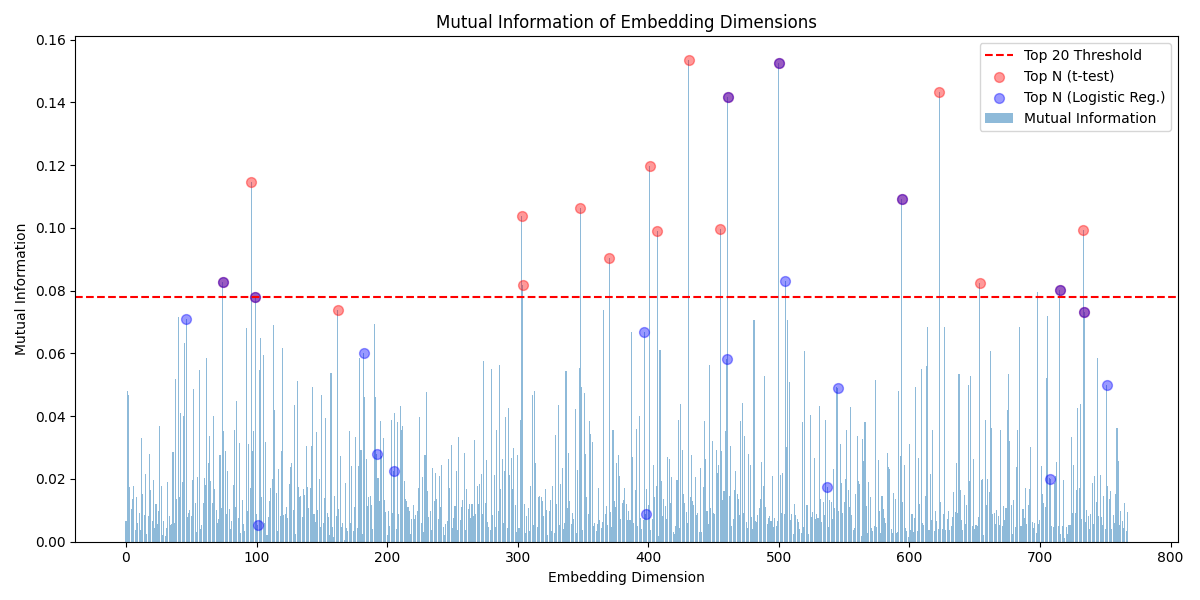 Mutual Information of Embedding Dimensions
0.16
0.14
0.12
0.10
0.08
0.06
0.04
0.02
0.00
Mutual Information
Top 20 Threshold
Top N (t-test)
Top N (Logistic Reg.)
Mutual Information
0 100 200 300 400 500 600 700 800
Embedding Dimension